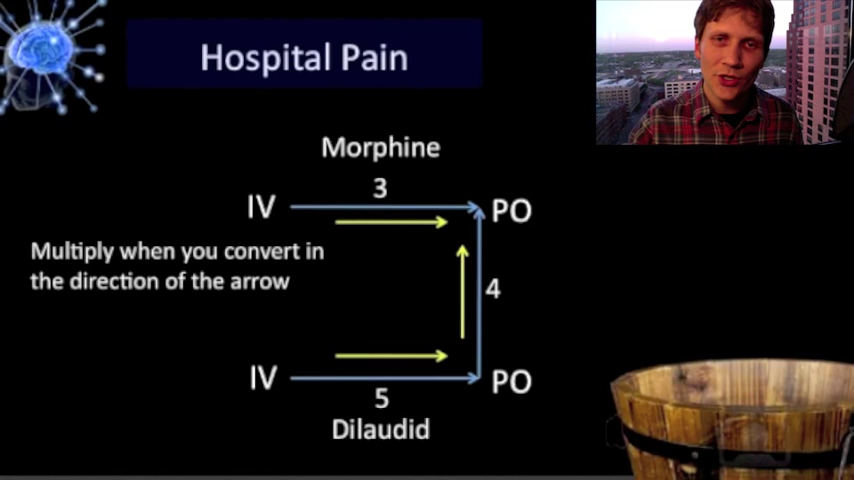 Hospital Pain
Morphine
3
IV
PO
Multiply when you convert in
the direction of the arrow
4
IV
PO
5
Dilaudid